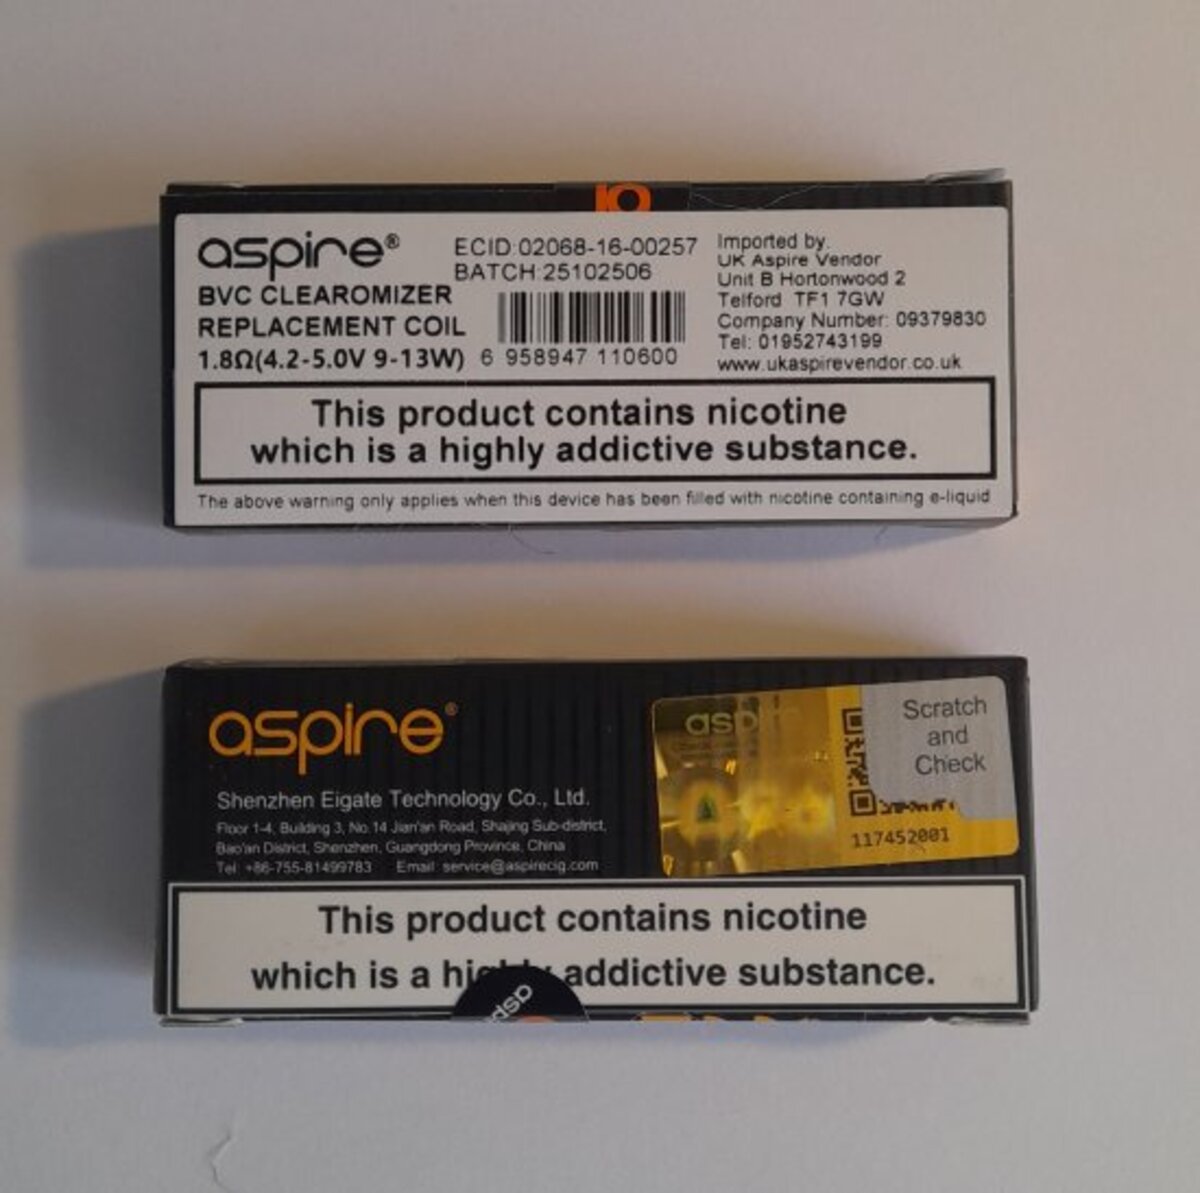 aspire®
BVC CLEAROMIZER
REPLACEMENT COIL
1.8Ω(4.2-5.0V 9-13W)
ECID:02068-16-00257
BATCH:25102506
6 958947 110600
Imported by:
UK Aspire Vendor
Unit B Hortonwood 2
Telford TF1 7GW
Company Number: 09379830
Tel: 01952743199
www.ukaspirevendor.co.uk
This product contains nicotine
which is a highly addictive substance.
The above warning only applies when this device has been filled with nicotine containing e-liquid
aspire®
Shenzhen Eigate Technology Co., Ltd.
Floor 1-4, Building 3, No.14 Jian'an Road, Shajing Sub-district,
Bao'an District, Shenzhen, Guangdong Province, China
Tel: +86-755-81499783 Email: service@aspirecig.com
Scratch
and
Check
117452001
This product contains nicotine
which is a highly addictive substance.